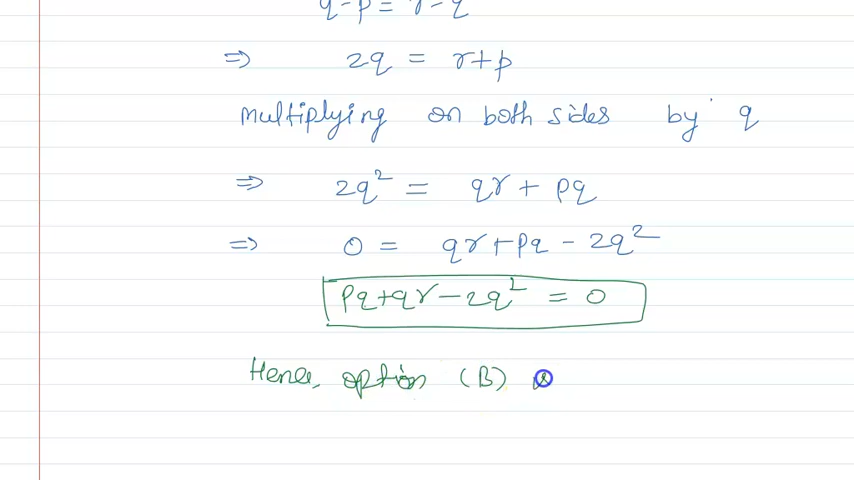 q-p = r-q
⇒ 2q = r+p
multiplying on both sides by q
⇒ 2q² = qr + pq
⇒ 0 = qr+pq - 2q²
pq+qr-2q² = 0
Hence, option (B)